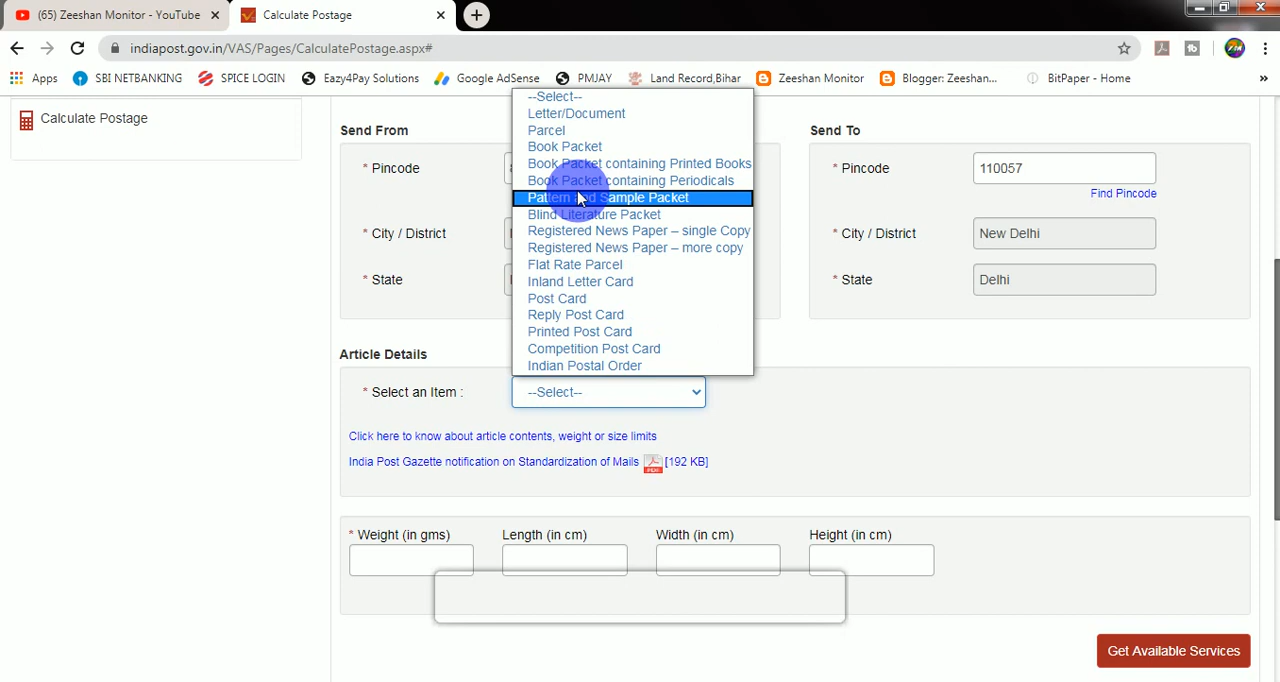 (65) Zeeshan Monitor - YouTube
Calculate Postage
indiapost.gov.in/VAS/Pages/CalculatePostage.aspx#
Apps
SBI NETBANKING
SPICE LOGIN
Eazy4Pay Solutions
Google AdSense
PMJAY
Land Record,Bihar
Zeeshan Monitor
Blogger: Zeeshan...
BitPaper - Home
»
Calculate Postage
Send From
* Pincode
* City / District
* State
--Select--
Letter/Document
Parcel
Book Packet
Book Packet containing Printed Books
Book Packet containing Periodicals
Pattern and Sample Packet
Blind Literature Packet
Registered News Paper – single Copy
Registered News Paper – more copy
Flat Rate Parcel
Inland Letter Card
Post Card
Reply Post Card
Printed Post Card
Competition Post Card
Indian Postal Order
Send To
* Pincode
110057
Find Pincode
* City / District
New Delhi
* State
Delhi
Article Details
* Select an Item :
--Select--
Click here to know about article contents, weight or size limits
India Post Gazette notification on Standardization of Mails [192 KB]
* Weight (in gms)
Length (in cm)
Width (in cm)
Height (in cm)
Get Available Services